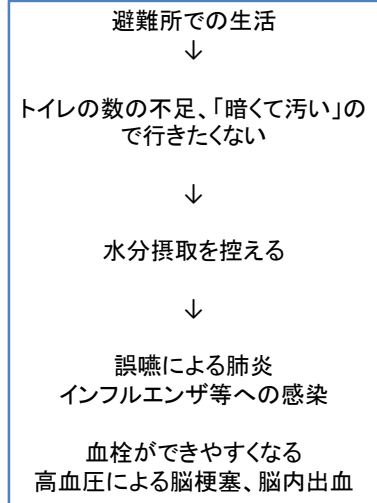 避難所での生活
↓
トイレの数の不足、「暗くて汚い」の
で行きたくない
↓
水分摂取を控える
↓
誤嚥による肺炎
インフルエンザ等への感染
血栓ができやすくなる
高血圧による脳梗塞、脳内出血